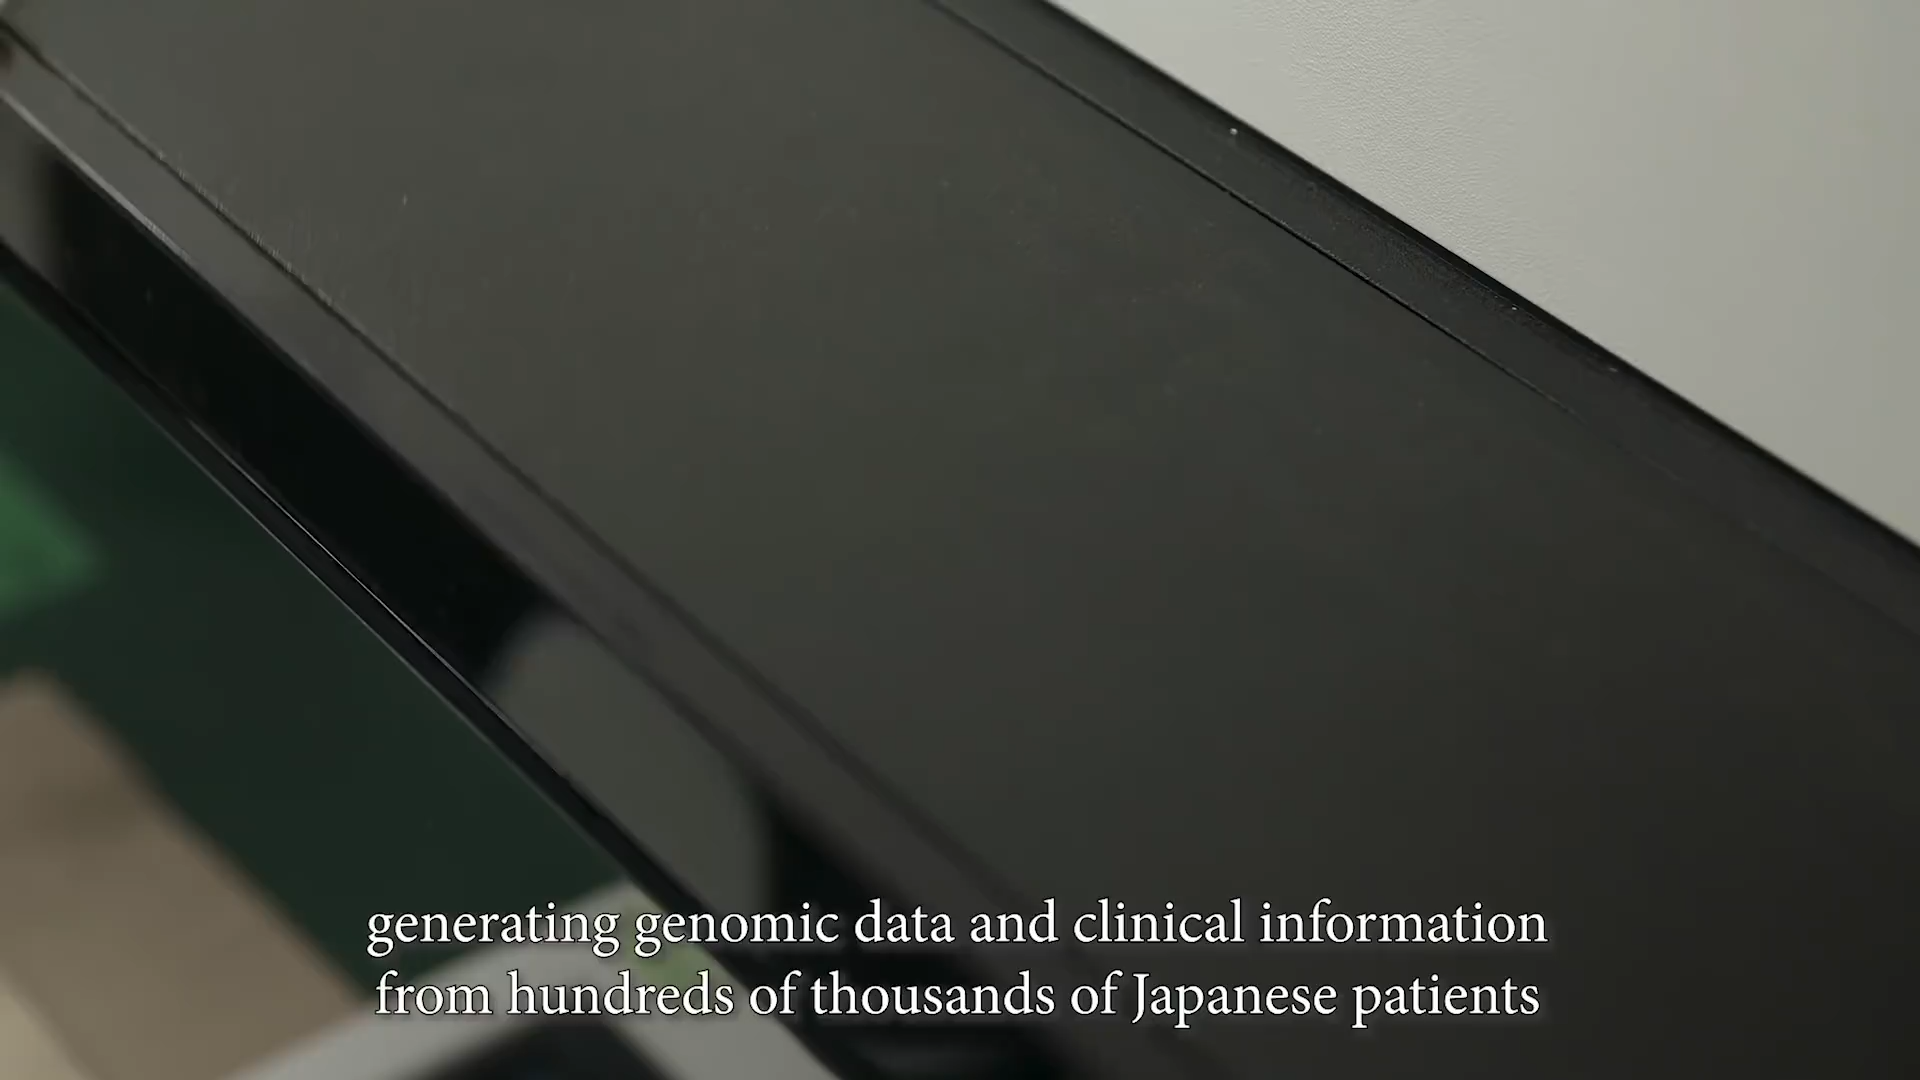 generating genomic data and clinical information
from hundreds of thousands of Japanese patients